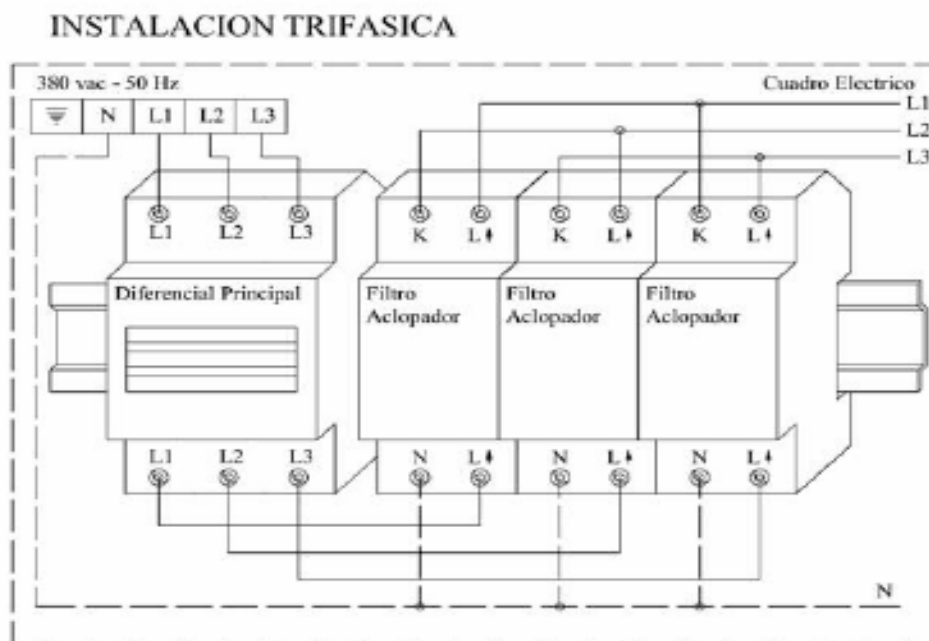 INSTALACION TRIFASICA
380 vac - 50 Hz
Cuadro Electrico
N L1 L2 L3
L1
L2
L3
L1 L2 L3
K L K L K L
Diferencial Principal
Filtro
Aclopador
Filtro
Aclopador
Filtro
Aclopador
L1 L2 L3
N L N L N L
N